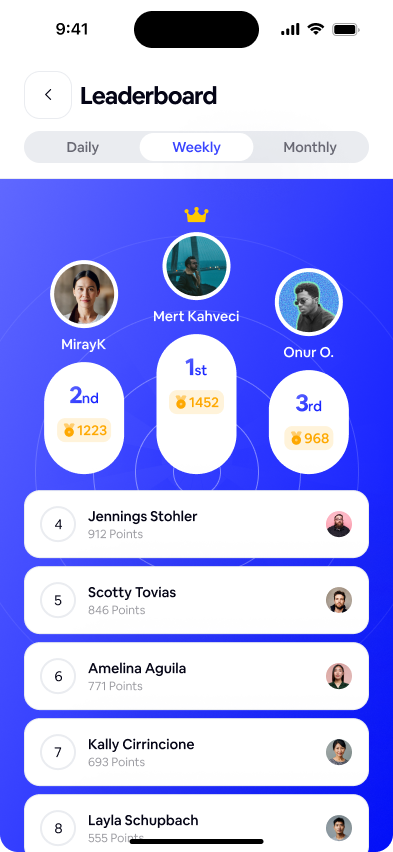 9:41
Leaderboard
Daily Weekly Monthly
Mert Kahveci
MirayK
Onur O.
1st
1452
2nd
1223
3rd
968
4
Jennings Stohler
912 Points
5
Scotty Tovias
846 Points
6
Amelina Aguila
771 Points
7
Kally Cirrincione
693 Points
8
Layla Schupbach
555 Points